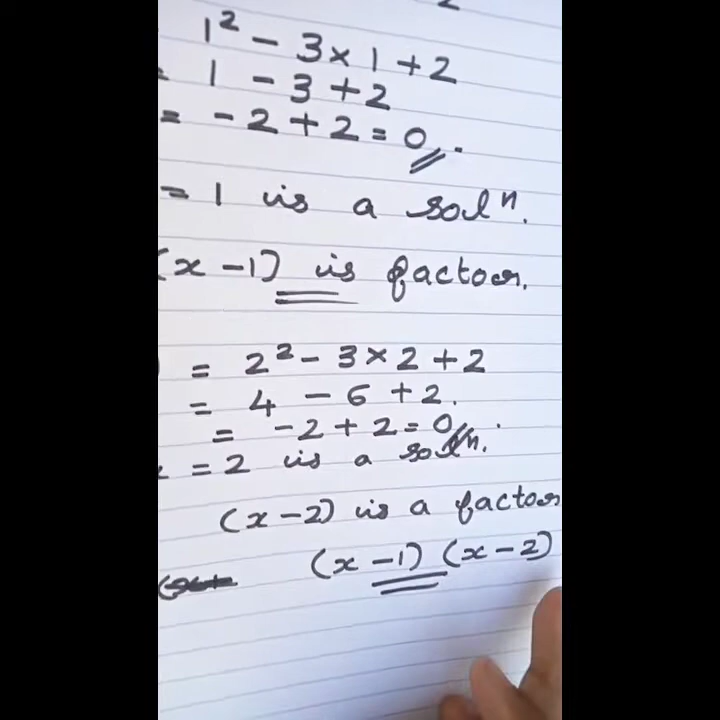 1² - 3 × 1 + 2
= 1 - 3 + 2
= - 2 + 2 = 0.
= 1 is a solⁿ.
(x - 1) is factor.
= 2² - 3 × 2 + 2
= 4 - 6 + 2.
= -2 + 2 = 0
x = 2 is a solⁿ.
(x - 2) is a factor
(x - 1) (x - 2)